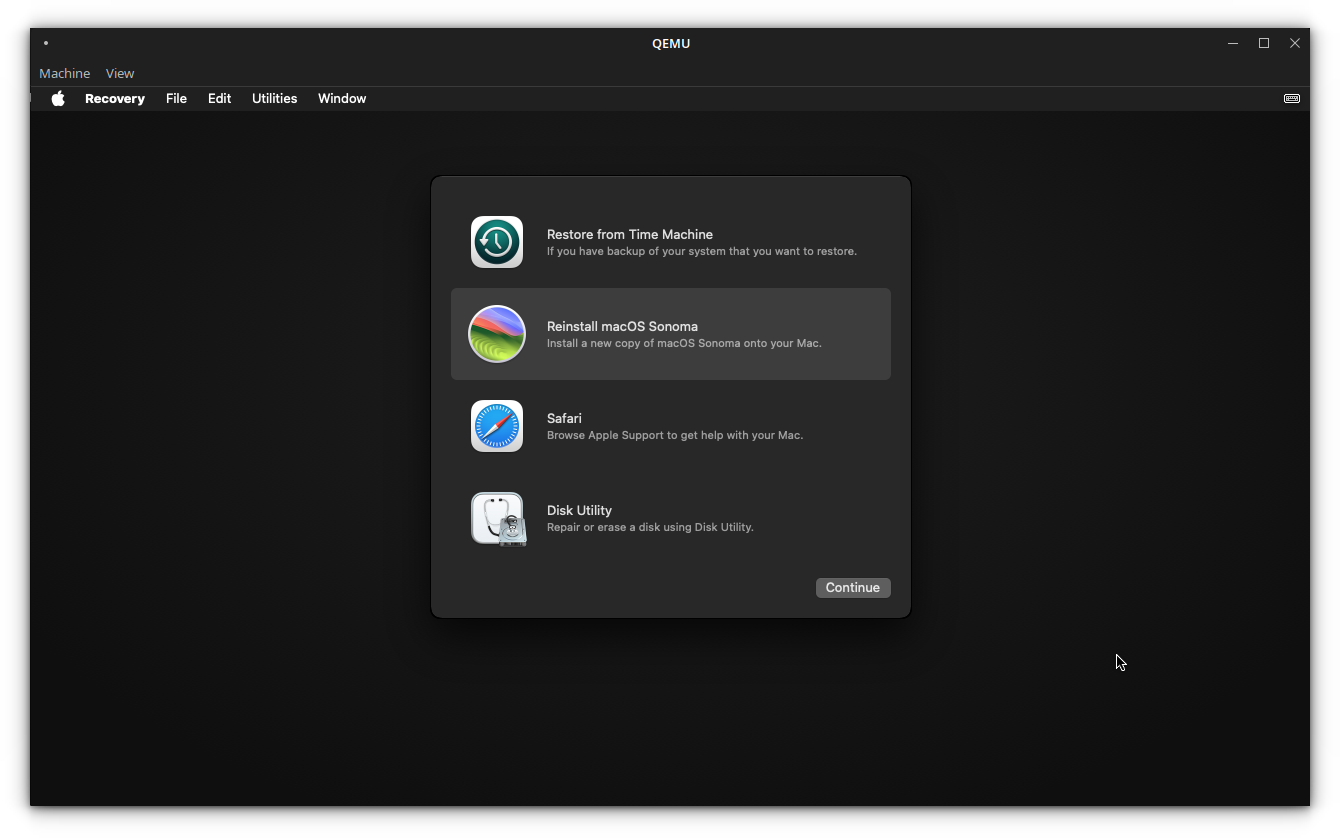 QEMU
Machine View
Recovery File Edit Utilities Window
Restore from Time Machine
If you have backup of your system that you want to restore.
Reinstall macOS Sonoma
Install a new copy of macOS Sonoma onto your Mac.
Safari
Browse Apple Support to get help with your Mac.
Disk Utility
Repair or erase a disk using Disk Utility.
Continue